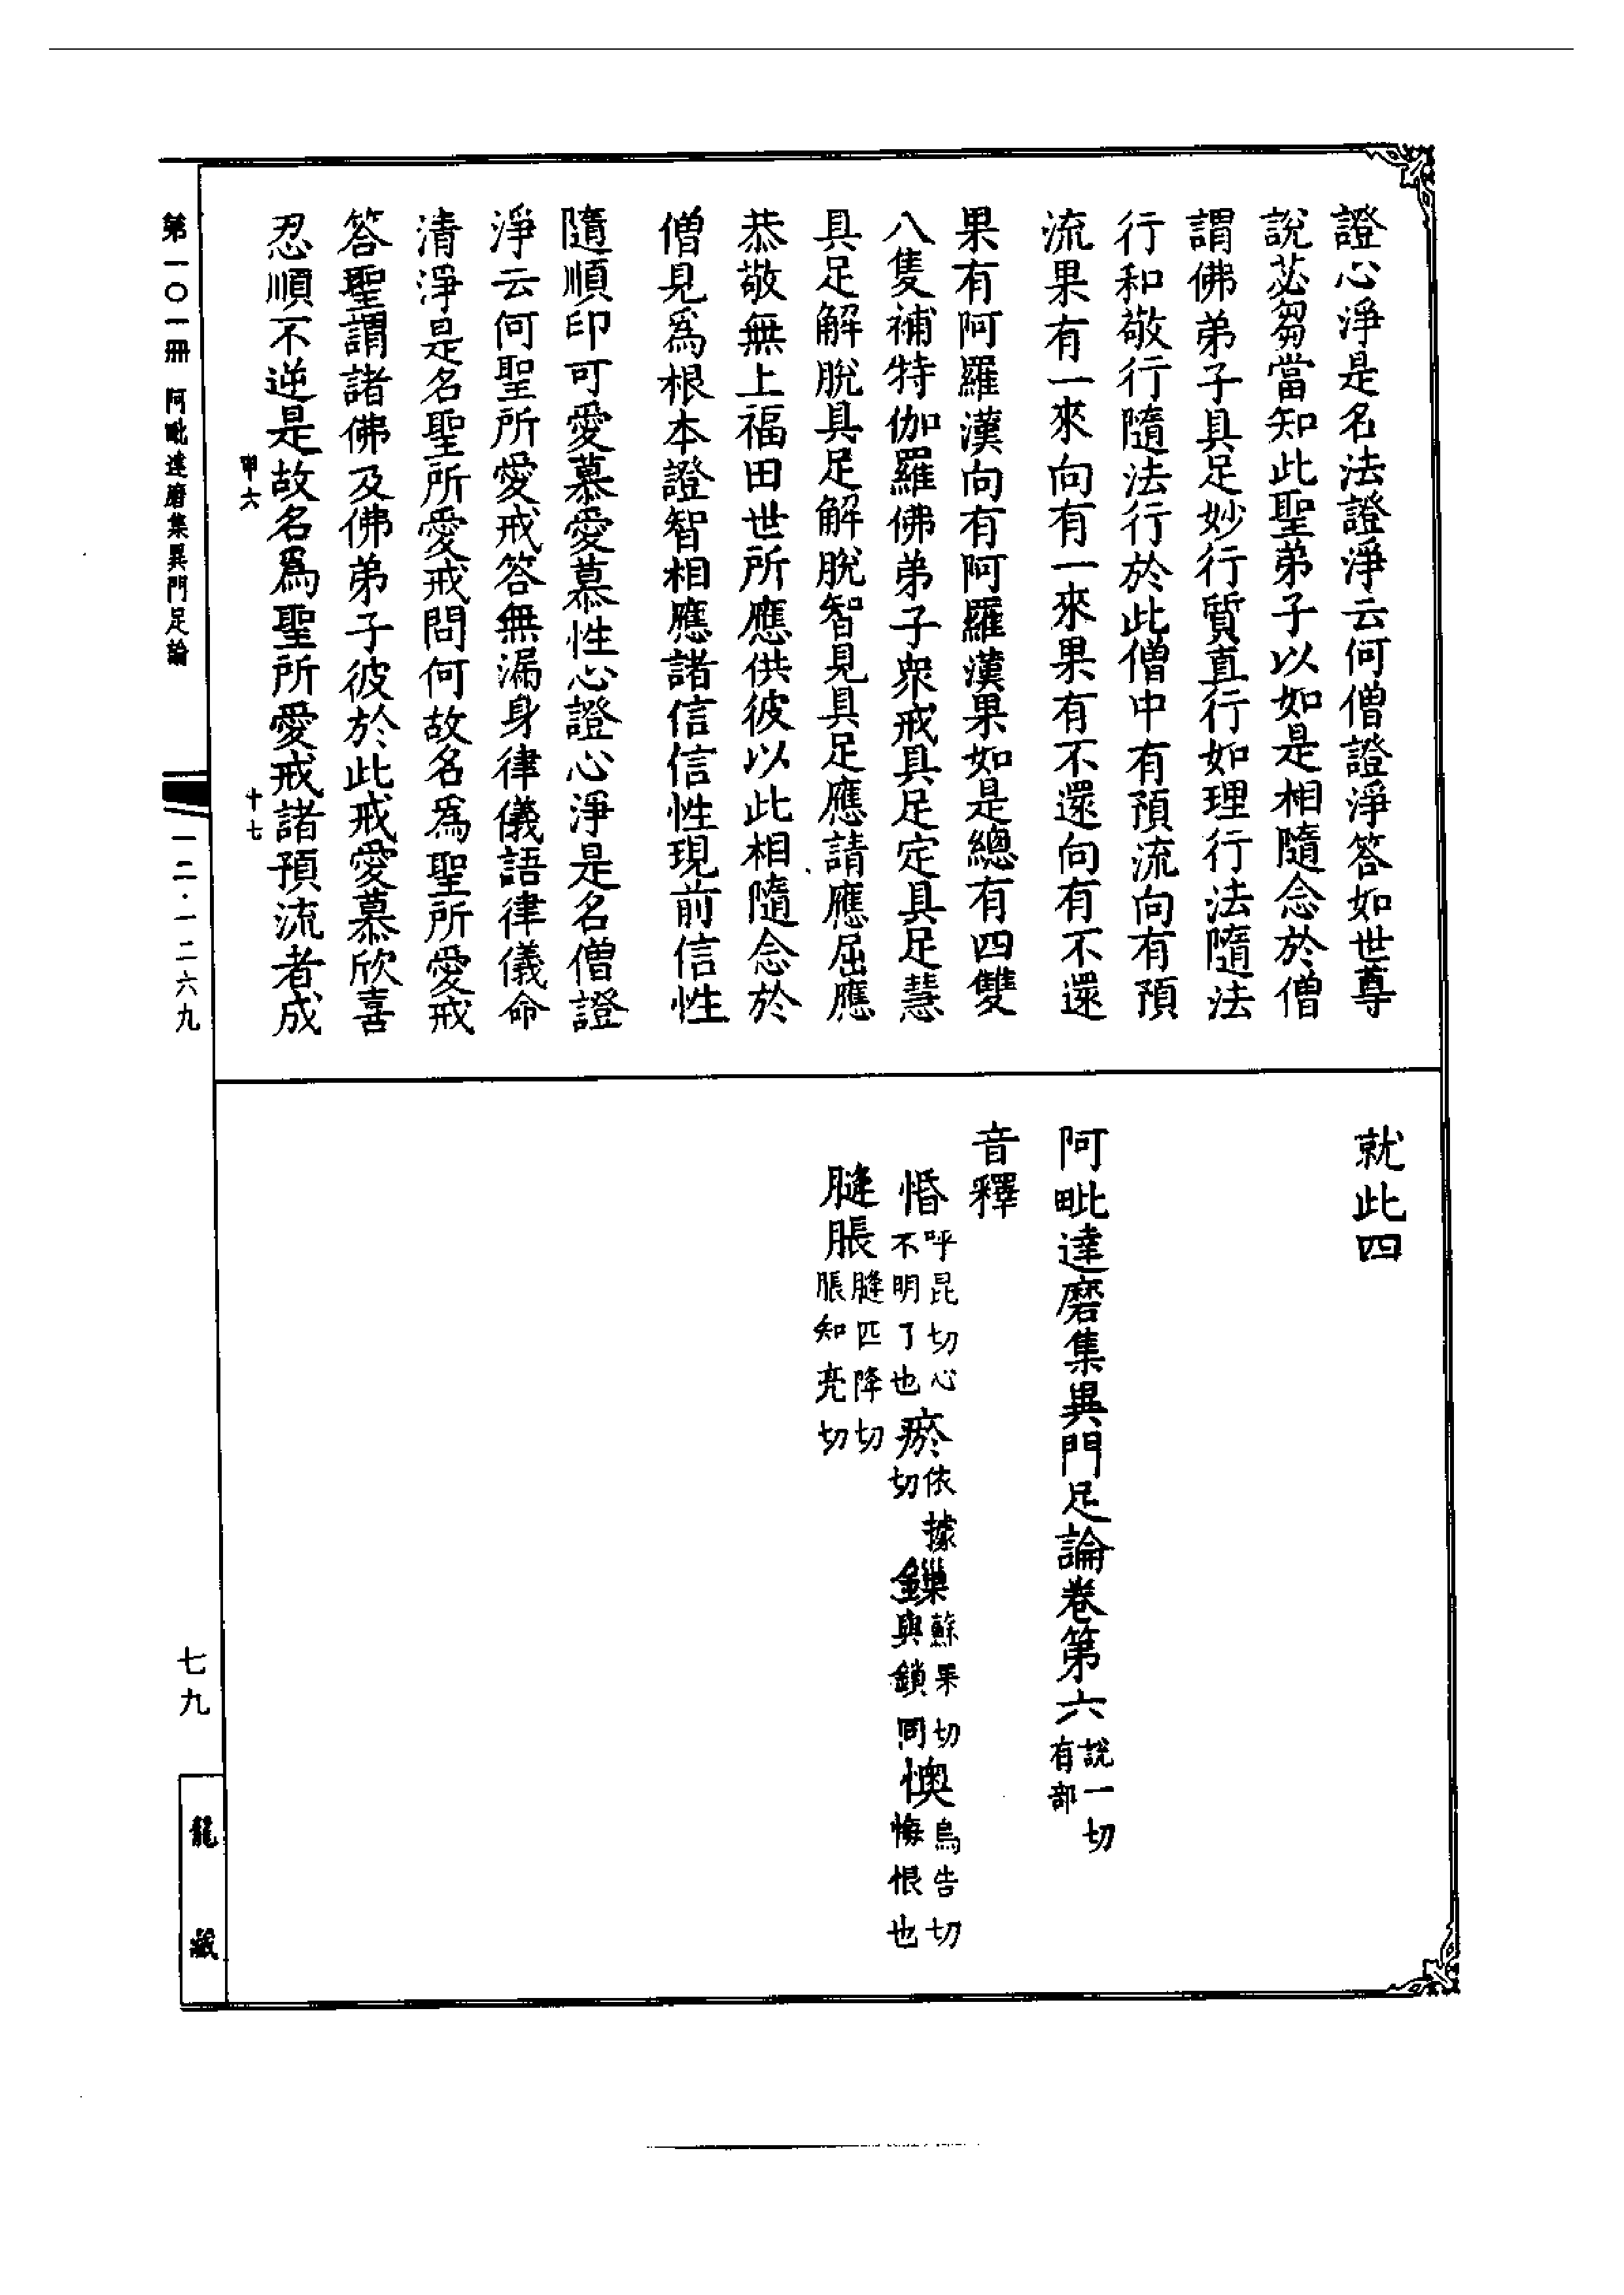 證心淨是名法證淨云何僧證淨答如世尊
說苾芻當知此聖弟子以如是相隨念於僧
謂佛弟子具足妙行質直行如理行法隨法
行和敬行隨法行於此僧中有預流向有預
流果有一來向有一來果有不還向有不還
果有阿羅漢向有阿羅漢果如是總有四雙
八隻補特伽羅佛弟子衆戒具足定具足慧
具足解脫具足解脫智見具足應請應屈應
恭敬無上福田世所應供彼以此相隨念於
僧見爲根本證智相應諸信信性現前信性
隨順印可愛慕愛慕性心證心淨是名僧證
淨云何聖所愛戒答無漏身律儀語律儀命
清淨是名聖所愛戒問何故名爲聖所愛戒
答聖謂諸佛及佛弟子彼於此戒愛慕欣喜
忍順不逆是故名爲聖所愛戒諸預流者成
甲六
十七
就此四
阿毗達磨集異門足論卷第六
說一切
有部
音釋
惛
呼昆切心
不明了也
瘀
依據
切
鏁
蘇果切
與鎖同
懊
烏告切
悔恨也
膖脹
膖匹降切
脹知亮切
第一〇一冊 阿毗達磨集異門足論
一二·一二六九
七九
龍藏